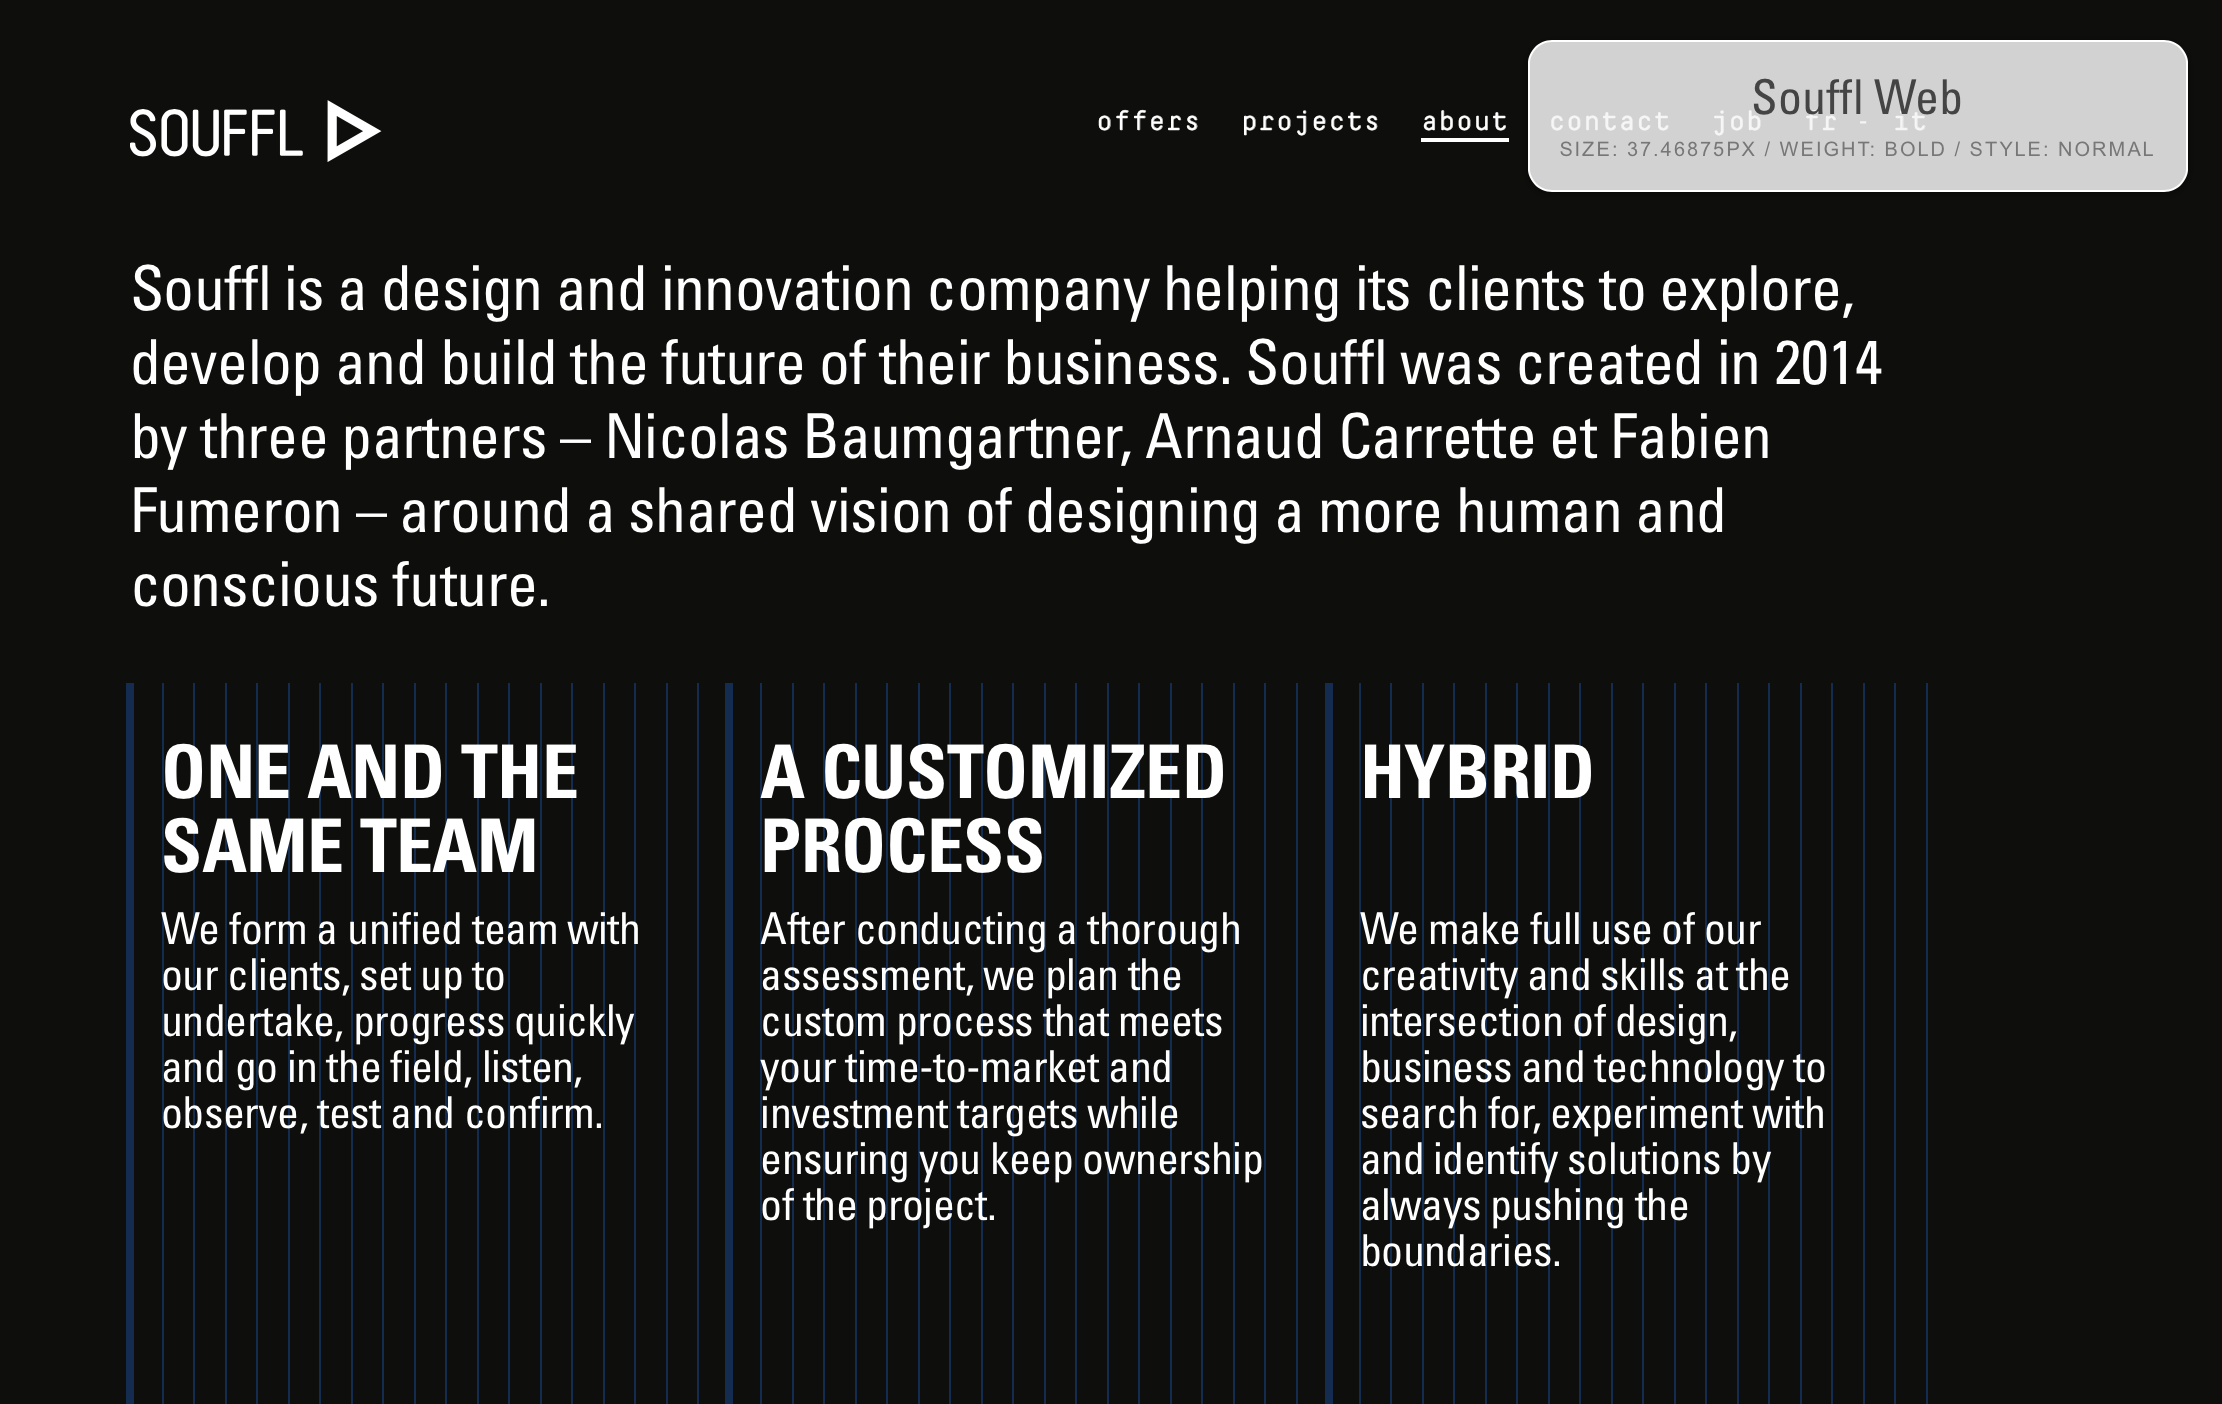 SOUFFL
offers projects about contact job fr - it
Souffl Web
SIZE: 37.46875PX / WEIGHT: BOLD / STYLE: NORMAL
Souffl is a design and innovation company helping its clients to explore,
develop and build the future of their business. Souffl was created in 2014
by three partners – Nicolas Baumgartner, Arnaud Carrette et Fabien
Fumeron – around a shared vision of designing a more human and
conscious future.
ONE AND THE
SAME TEAM
We form a unified team with
our clients, set up to
undertake, progress quickly
and go in the field, listen,
observe, test and confirm.
A CUSTOMIZED
PROCESS
After conducting a thorough
assessment, we plan the
custom process that meets
your time-to-market and
investment targets while
ensuring you keep ownership
of the project.
HYBRID
We make full use of our
creativity and skills at the
intersection of design,
business and technology to
search for, experiment with
and identify solutions by
always pushing the
boundaries.